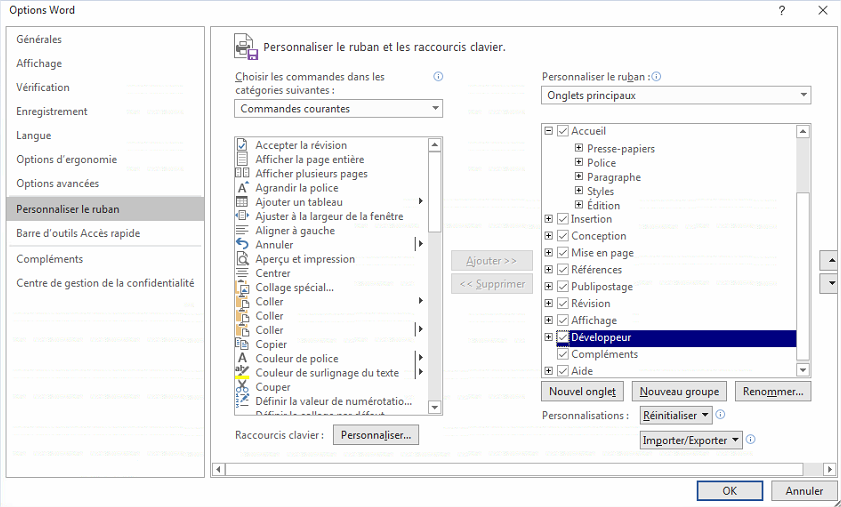 Options Word
?
Générales
Affichage
Vérification
Enregistrement
Langue
Options d'ergonomie
Options avancées
Personnaliser le ruban
Barre d'outils Accès rapide
Compléments
Centre de gestion de la confidentialité
Personnaliser le ruban et les raccourcis clavier.
Choisir les commandes dans les
catégories suivantes :
Commandes courantes
Accepter la révision
Afficher la page entière
Afficher plusieurs pages
Agrandir la police
Ajouter un tableau
Ajuster à la largeur de la fenêtre
Aligner à gauche
Annuler
Aperçu et impression
Centrer
Collage spécial...
Coller
Coller
Coller
Copier
Couleur de police
Couleur de surlignage du texte
Couper
Définir la valeur de numérotatio...
Définir le collage par défaut
Raccourcis clavier :
Personnaliser...
Ajouter >>
<< Supprimer
Personnaliser le ruban :
Onglets principaux
Accueil
Presse-papiers
Police
Paragraphe
Styles
Édition
Insertion
Conception
Mise en page
Références
Publipostage
Révision
Affichage
Développeur
Compléments
Aide
Nouvel onglet
Nouveau groupe
Renommer...
Personnalisations :
Réinitialiser
Importer/Exporter
OK
Annuler